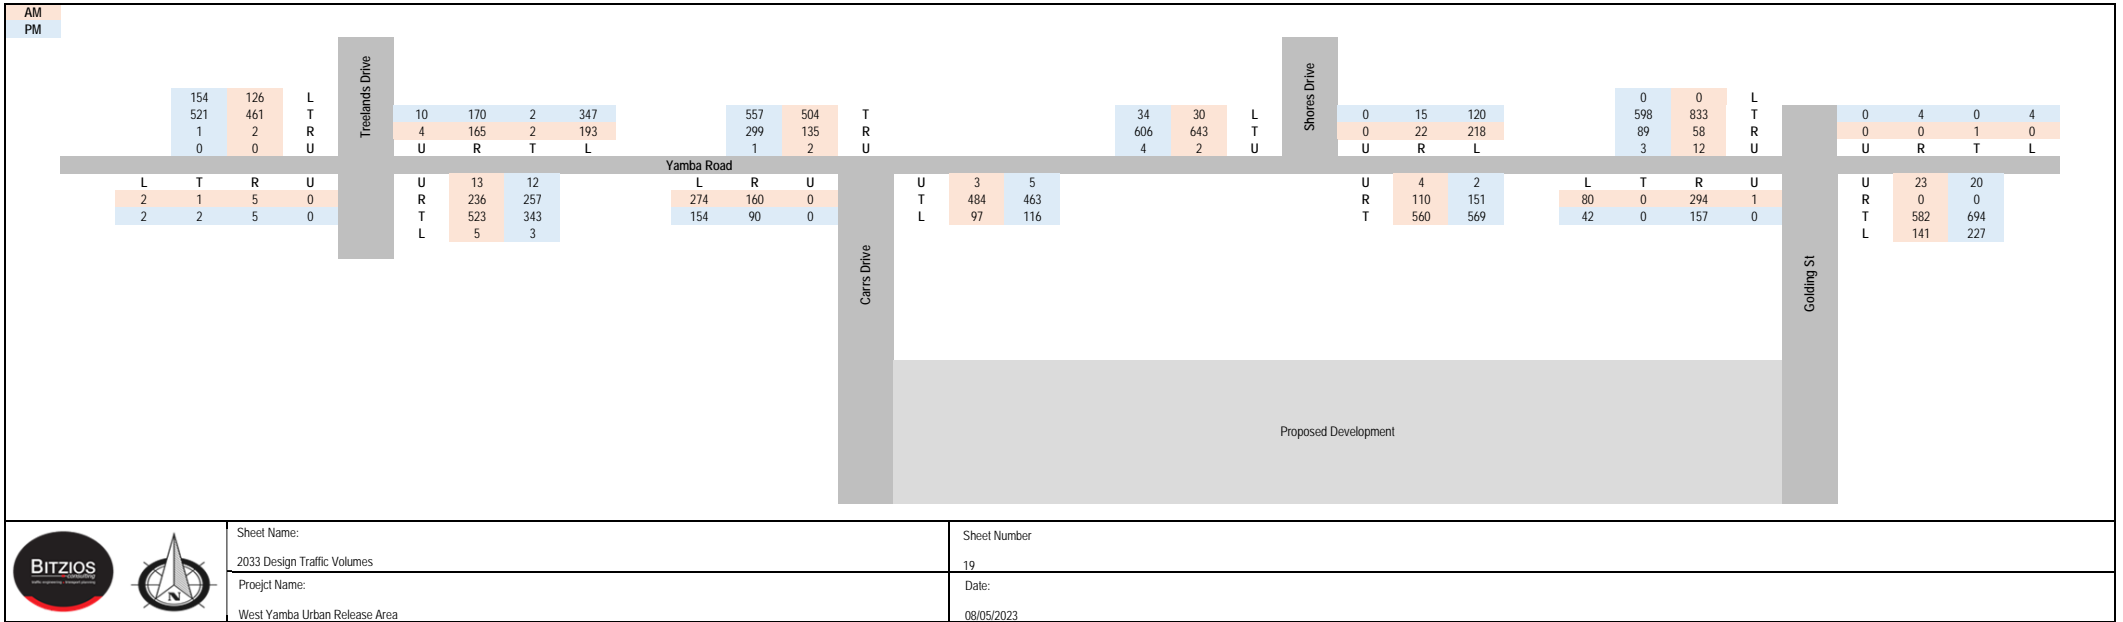 AM
PM
Treelands Drive
154 126 L
521 461 T
1 2 R
0 0 U
10 170 2 347
4 165 2 193
U R T L
557 504 T
299 135 R
1 2 U
34 30 L
606 643 T
4 2 U
Shores Drive
0 15 120
0 22 218
U R L
0 0 L
598 833 T
89 58 R
3 12 U
0 4 0 4
0 0 1 0
U R T L
Yamba Road
L T R U
2 1 5 0
2 2 5 0
U 13 12
R 236 257
T 523 343
L 5 3
L R U
274 160 0
154 90 0
Carrs Drive
U 3 5
T 484 463
L 97 116
U 4 2
R 110 151
T 560 569
L T R U
80 0 294 1
42 0 157 0
Golding St
U 23 20
R 0 0
T 582 694
L 141 227
Proposed Development
BITZIOS
consulting
traffic engineering - transport planning
N
Sheet Name:
2033 Design Traffic Volumes
Sheet Number
19
Proejct Name:
West Yamba Urban Release Area
Date:
08/05/2023